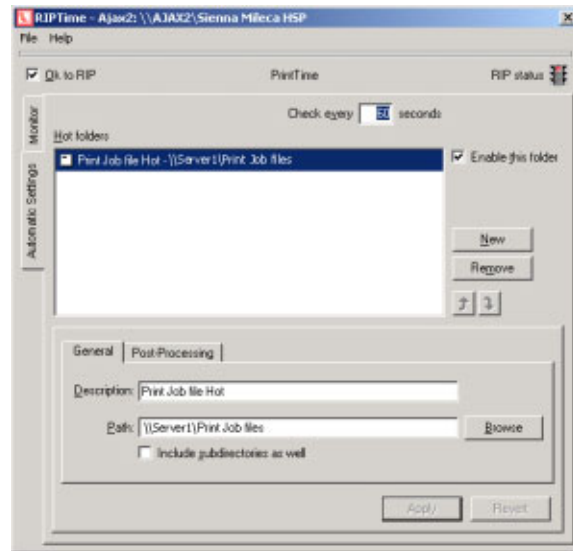 RIPTime - Ajax2: \\AJAX2\Sienna Mileca HSP
File Help
Ok to RIP PrintTime RIP status
Check every 60 seconds
Monitor
Automatic Settings
Hot folders
Print Job file Hot - \\Server1\Print Job files
Enable this folder
New
Remove
General Post-Processing
Description: Print Job file Hot
Path: \\Server1\Print Job files
Browse
Include subdirectories as well
Apply Revert